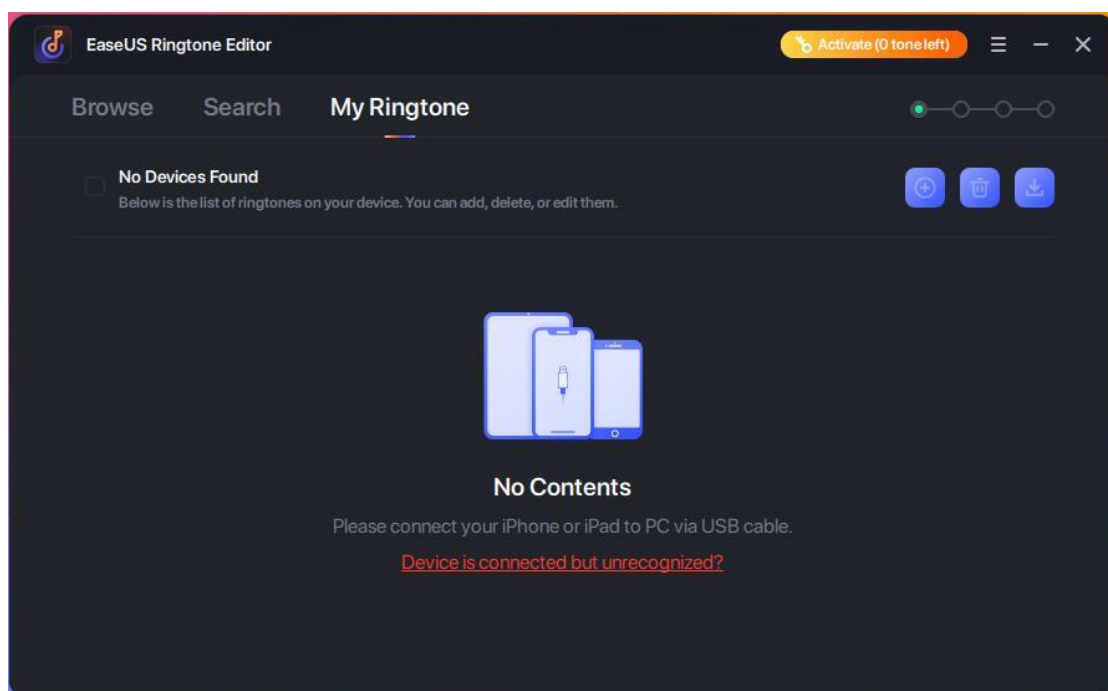 EaseUS Ringtone Editor
Activate (0 tone left)
Browse
Search
My Ringtone
No Devices Found
Below is the list of ringtones on your device. You can add, delete, or edit them.
No Contents
Please connect your iPhone or iPad to PC via USB cable.
Device is connected but unrecognized?